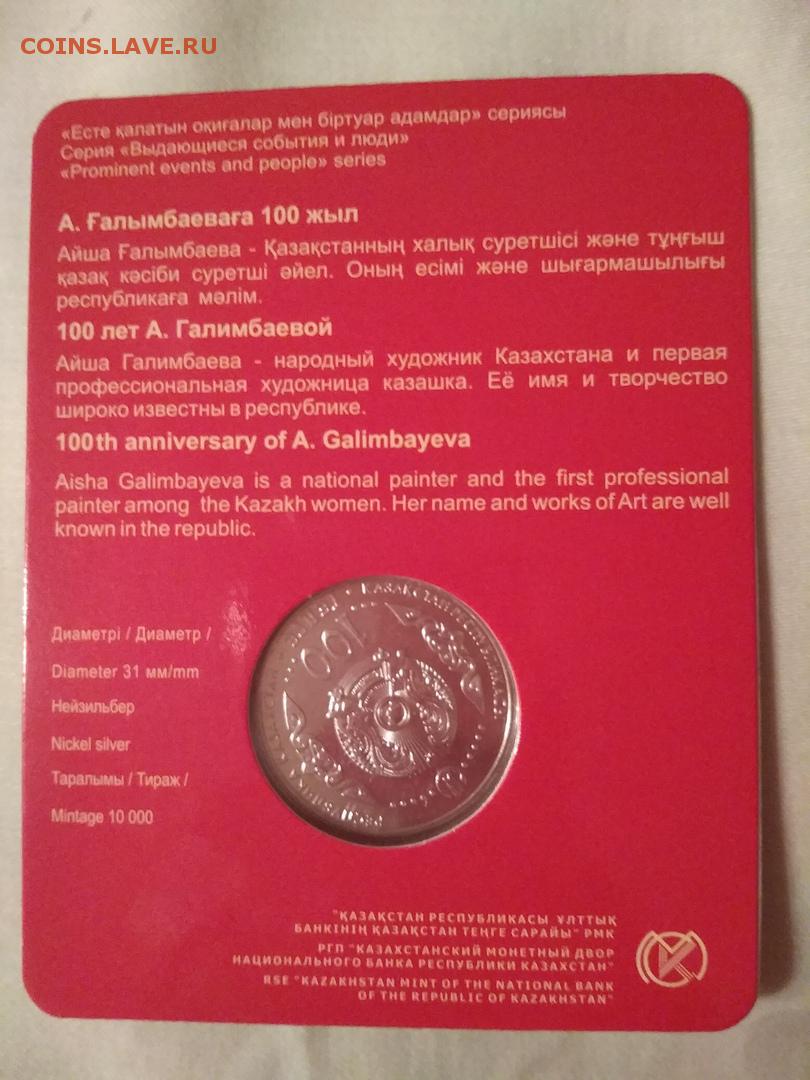 COINS.LAVE.RU
«Есте қалатын оқиғалар мен біртуар адамдар» сериясы
Серия «Выдающиеся события и люди»
«Prominent events and people» series
А. Ғалымбаеваға 100 жыл
Айша Ғалымбаева - Қазақстанның халық суретшісі және тұңғыш
қазақ кәсіби суретші әйел. Оның есімі және шығармашылығы
республикаға мәлім.
100 лет А. Галимбаевой
Айша Галимбаева - народный художник Казахстана и первая
профессиональная художница казашка. Её имя и творчество
широко известны в республике.
100th anniversary of A. Galimbayeva
Aisha Galimbayeva is a national painter and the first professional
painter among the Kazakh women. Her name and works of Art are well
known in the republic.
Диаметрі / Диаметр /
Diameter 31 мм/mm
Нейзильбер
Nickel silver
Таралымы / Тираж /
Mintage 10 000
100
"ҚАЗАҚСТАН РЕСПУБЛИКАСЫ ҰЛТТЫҚ
БАНКІНІҢ ҚАЗАҚСТАН ТЕҢГЕ САРАЙЫ" РМК
РГП "КАЗАХСТАНСКИЙ МОНЕТНЫЙ ДВОР
НАЦИОНАЛЬНОГО БАНКА РЕСПУБЛИКИ КАЗАХСТАН"
RSE "KAZAKHSTAN MINT OF THE NATIONAL BANK
OF THE REPUBLIC OF KAZAKHSTAN"